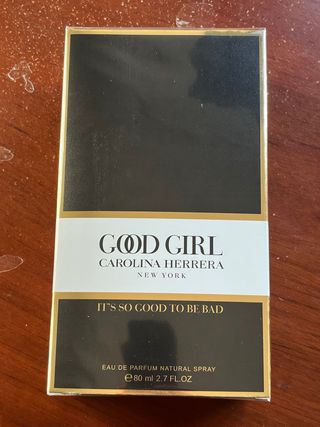 GOOD GIRL
CAROLINA HERRERA
NEW YORK
IT'S SO GOOD TO BE BAD
EAU DE PARFUM NATURAL SPRAY
℮80 ml 2.7 FL.OZ